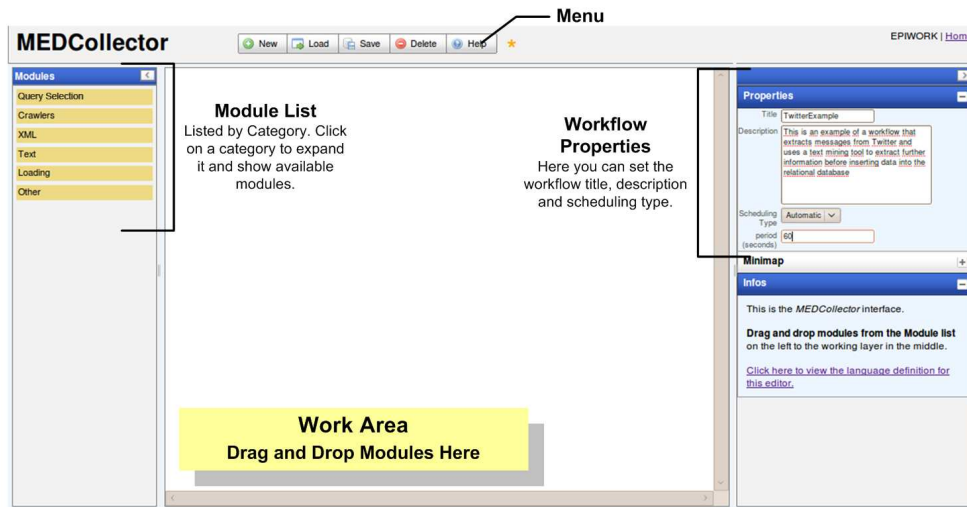 Menu
MEDCollector
New
Load
Save
Delete
Help
EPIWORK | Hom
Modules
Query Selection
Crawlers
XML
Text
Loading
Other
Module List
Listed by Category. Click
on a category to expand
it and show available
modules.
Workflow
Properties
Here you can set the
workflow title, description
and scheduling type.
Work Area
Drag and Drop Modules Here
Properties
Title TwitterExample
Description This is an example of a workflow that
extracts messages from Twitter and
uses a text mining tool to extract further
information before inserting data into the
relational database
Scheduling
Type Automatic
period
(seconds) 60
Minimap
Infos
This is the MEDCollector interface.
Drag and drop modules from the Module list
on the left to the working layer in the middle.
Click here to view the language definition for
this editor.